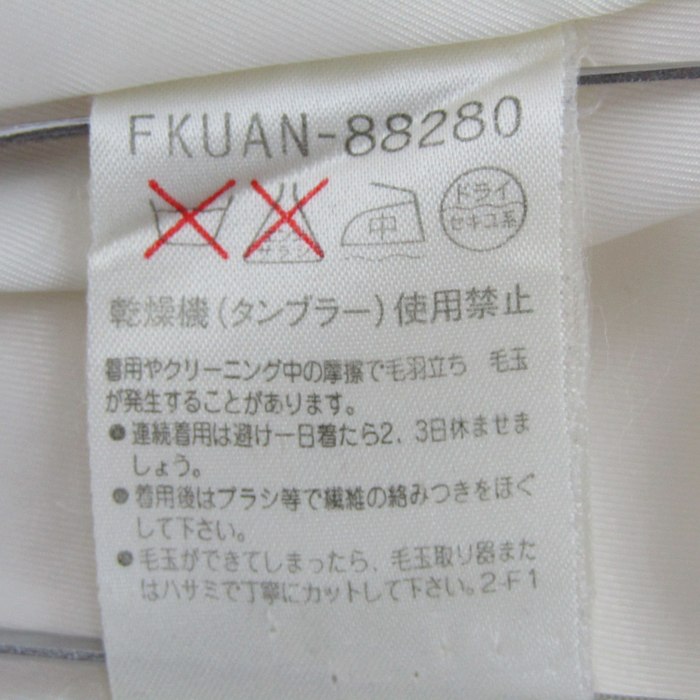 FKUAN-88280
エンソ サラシ 中 ドライ セキユ系
乾燥機(タンブラー)使用禁止
着用やクリーニング中の摩擦で毛羽立ち 毛玉
が発生することがあります。
●連続着用は避け一日着たら2、3日休ませま
しょう。
●着用後はブラシ等で繊維の絡みつきをほぐ
して下さい。
●毛玉ができてしまったら、毛玉取り器また
はハサミで丁寧にカットして下さい。2-F1